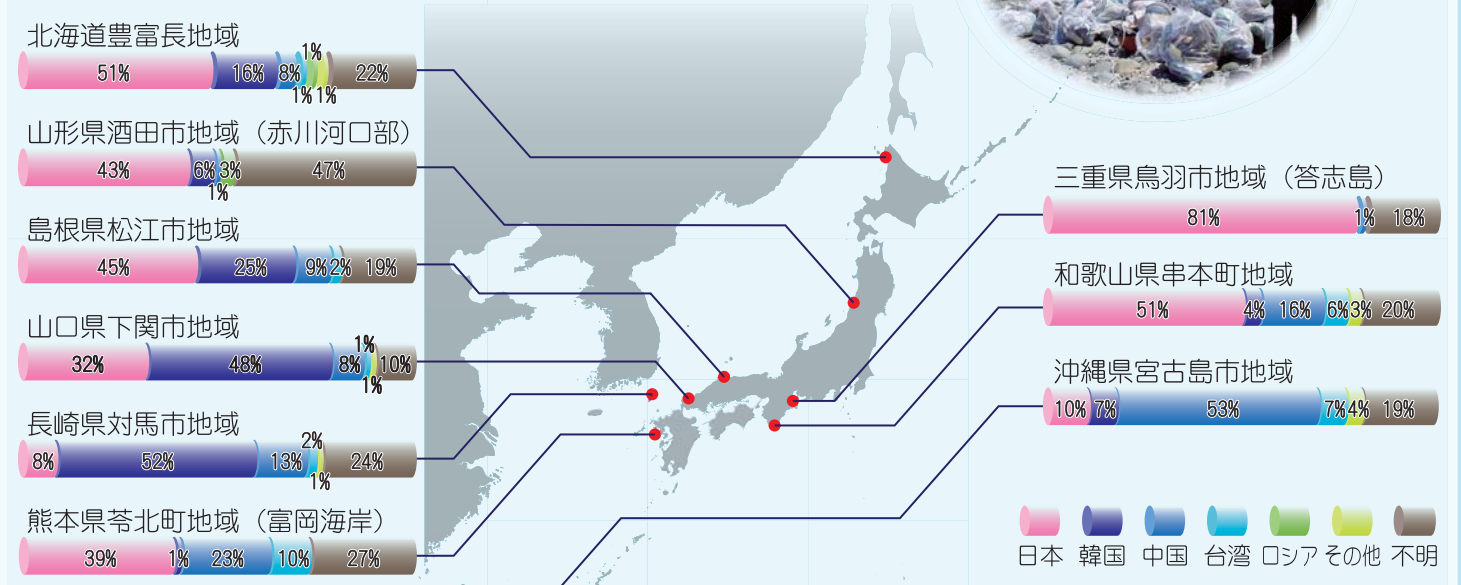 北海道豊富長地域
1%
51% 16% 8% 22%
1% 1%
山形県酒田市地域（赤川河口部）
43% 6% 3% 47%
1%
島根県松江市地域
45% 25% 9% 2% 19%
山口県下関市地域
1%
32% 48% 8% 10%
1%
長崎県対馬市地域
2%
8% 52% 13% 24%
1%
熊本県苓北町地域（富岡海岸）
39% 1% 23% 10% 27%
三重県鳥羽市地域（答志島）
81% 1% 18%
和歌山県串本町地域
51% 4% 16% 6% 3% 20%
沖縄県宮古島市地域
10% 7% 53% 7% 4% 19%
日本 韓国 中国 台湾 ロシア その他 不明